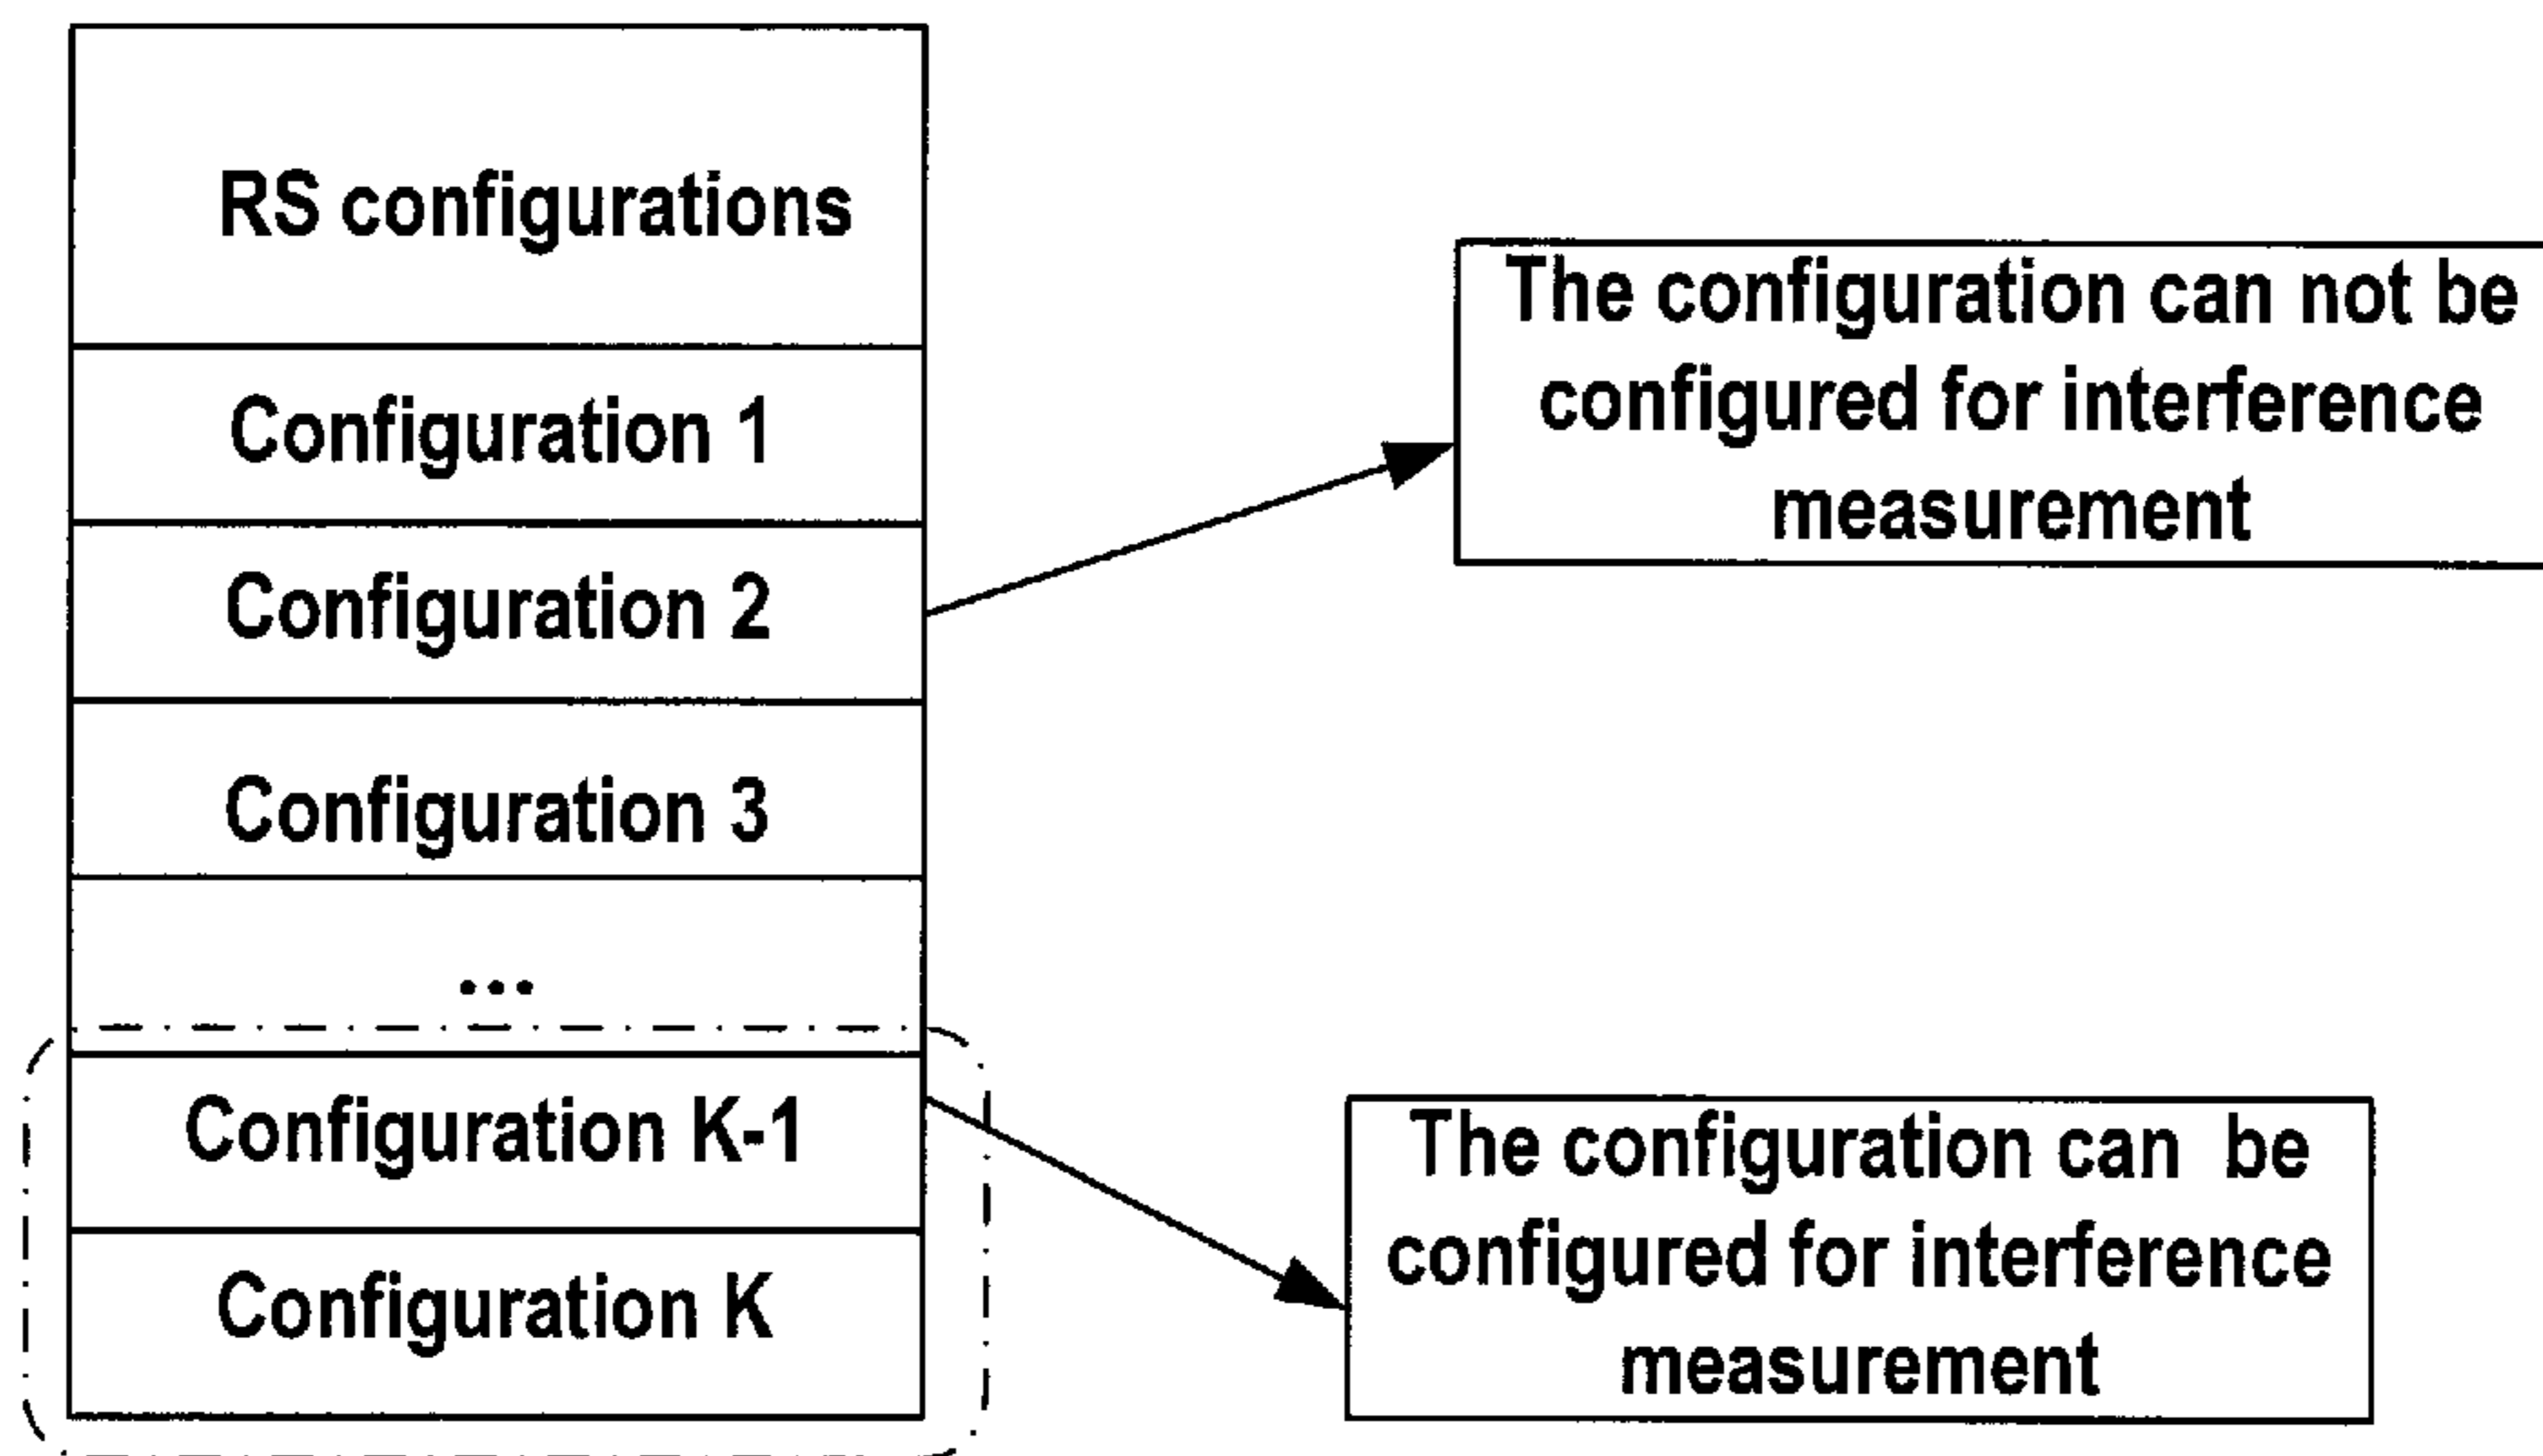 RS configurations
Configuration 1
Configuration 2
Configuration 3
...
Configuration K-1
Configuration K
The configuration can not be
configured for interference
measurement
The configuration can be
configured for interference
measurement